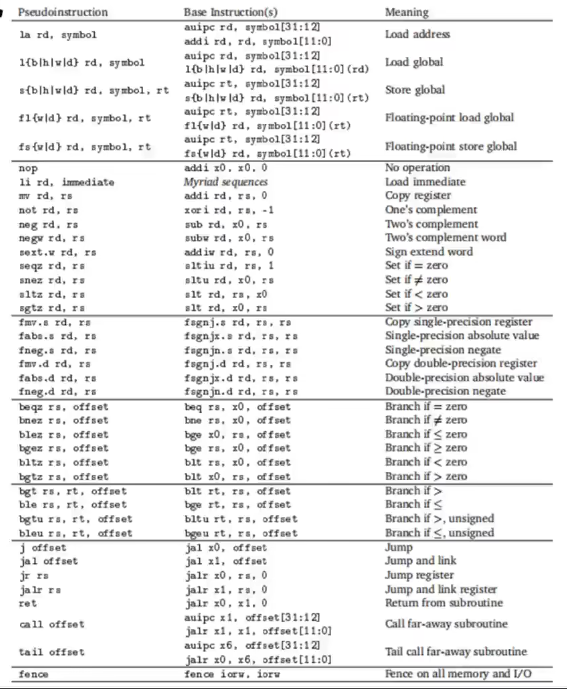 Pseudoinstruction Base Instruction(s) Meaning
la rd, symbol auipc rd, symbol[31:12] Load address
addi rd, rd, symbol[11:0]
l{b|h|w|d} rd, symbol auipc rd, symbol[31:12] Load global
l{b|h|w|d} rd, symbol[11:0](rd)
s{b|h|w|d} rd, symbol, rt auipc rt, symbol[31:12] Store global
s{b|h|w|d} rd, symbol[11:0](rt)
fl{w|d} rd, symbol, rt auipc rt, symbol[31:12] Floating-point load global
fl{w|d} rd, symbol[11:0](rt)
fs{w|d} rd, symbol, rt auipc rt, symbol[31:12] Floating-point store global
fs{w|d} rd, symbol[11:0](rt)
nop addi x0, x0, 0 No operation
li rd, immediate Myriad sequences Load immediate
mv rd, rs addi rd, rs, 0 Copy register
not rd, rs xori rd, rs, -1 One's complement
neg rd, rs sub rd, x0, rs Two's complement
negw rd, rs subw rd, x0, rs Two's complement word
sext.w rd, rs addiw rd, rs, 0 Sign extend word
seqz rd, rs sltiu rd, rs, 1 Set if = zero
snez rd, rs sltu rd, x0, rs Set if ≠ zero
sltz rd, rs slt rd, rs, x0 Set if < zero
sgtz rd, rs slt rd, x0, rs Set if > zero
fmv.s rd, rs fsgnj.s rd, rs, rs Copy single-precision register
fabs.s rd, rs fsgnjx.s rd, rs, rs Single-precision absolute value
fneg.s rd, rs fsgnjn.s rd, rs, rs Single-precision negate
fmv.d rd, rs fsgnj.d rd, rs, rs Copy double-precision register
fabs.d rd, rs fsgnjx.d rd, rs, rs Double-precision absolute value
fneg.d rd, rs fsgnjn.d rd, rs, rs Double-precision negate
beqz rs, offset beq rs, x0, offset Branch if = zero
bnez rs, offset bne rs, x0, offset Branch if ≠ zero
blez rs, offset bge x0, rs, offset Branch if ≤ zero
bgez rs, offset bge rs, x0, offset Branch if ≥ zero
bltz rs, offset blt rs, x0, offset Branch if < zero
bgtz rs, offset blt x0, rs, offset Branch if > zero
bgt rs, rt, offset blt rt, rs, offset Branch if >
ble rs, rt, offset bge rt, rs, offset Branch if ≤
bgtu rs, rt, offset bltu rt, rs, offset Branch if >, unsigned
bleu rs, rt, offset bgeu rt, rs, offset Branch if ≤, unsigned
j offset jal x0, offset Jump
jal offset jal x1, offset Jump and link
jr rs jalr x0, rs, 0 Jump register
jalr rs jalr x1, rs, 0 Jump and link register
ret jalr x0, x1, 0 Return from subroutine
call offset auipc x1, offset[31:12] Call far-away subroutine
jalr x1, x1, offset[11:0]
tail offset auipc x6, offset[31:12] Tail call far-away subroutine
jalr x0, x6, offset[11:0]
fence fence iorw, iorw Fence on all memory and I/O